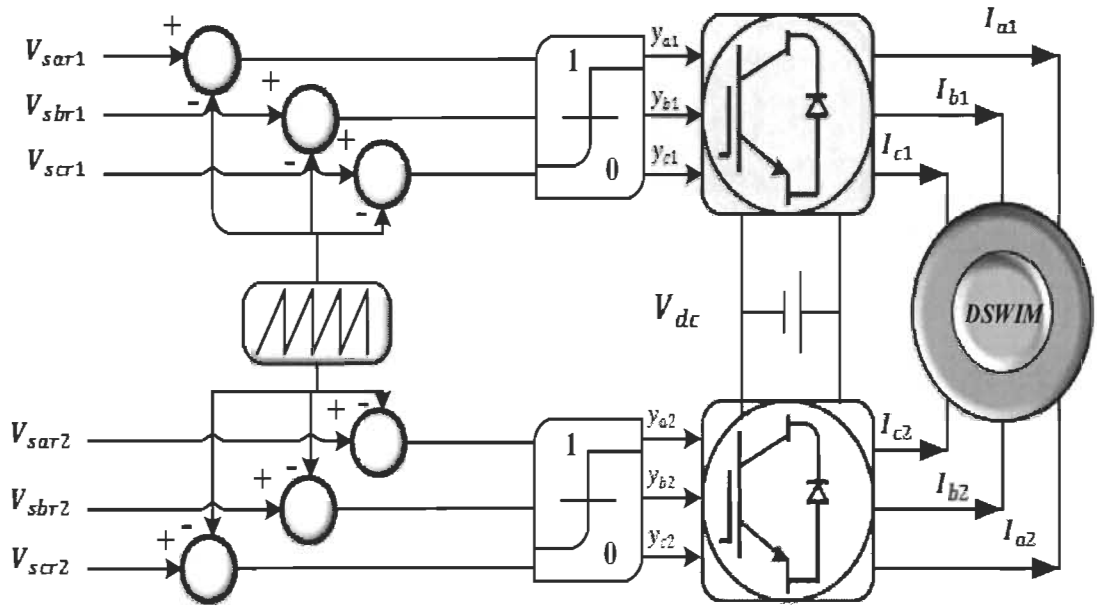 V_sar1
V_sbr1
V_scr1
+
-
+
-
+
-
1
0
y_a1
y_b1
y_c1
I_a1
I_b1
I_c1
V_dc
DSWIM
V_sar2
V_sbr2
V_scr2
+
-
+
-
+
-
1
0
y_a2
y_b2
y_c2
I_c2
I_b2
I_a2